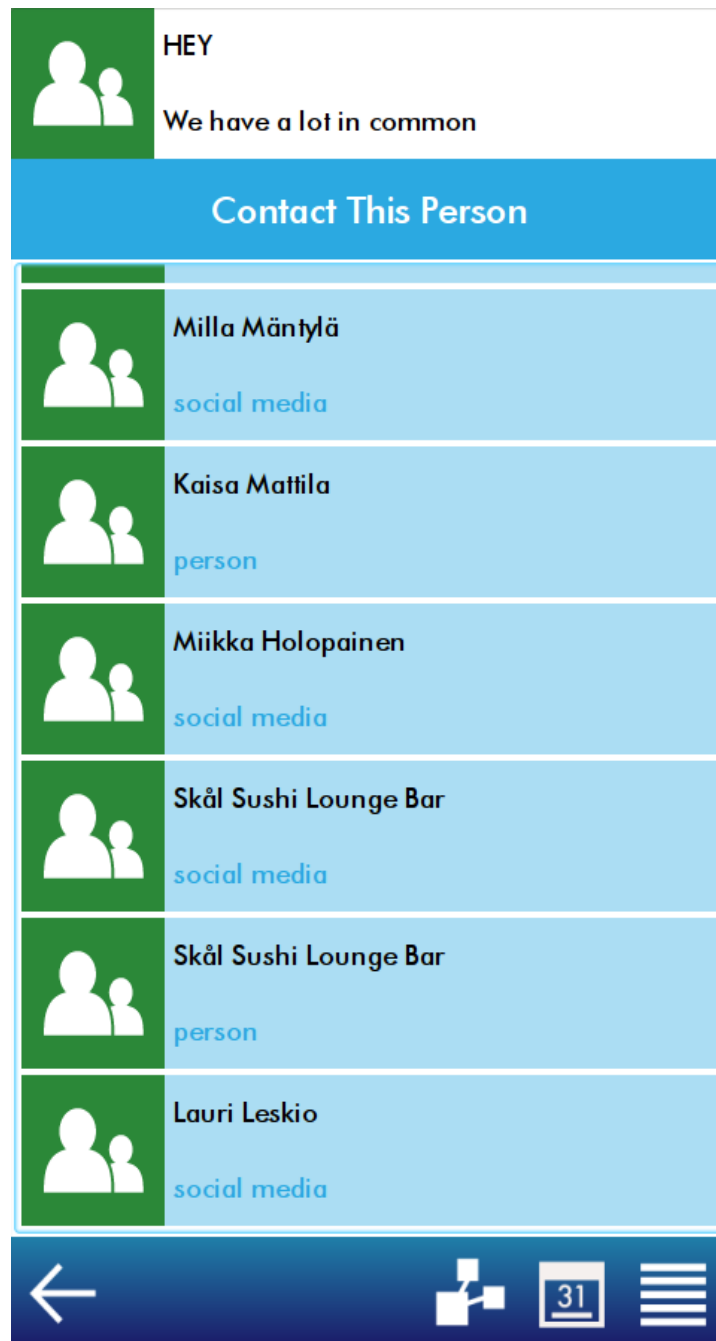 HEY
We have a lot in common
Contact This Person
Milla Mäntylä
social media
Kaisa Mattila
person
Miikka Holopainen
social media
Skål Sushi Lounge Bar
social media
Skål Sushi Lounge Bar
person
Lauri Leskio
social media
31